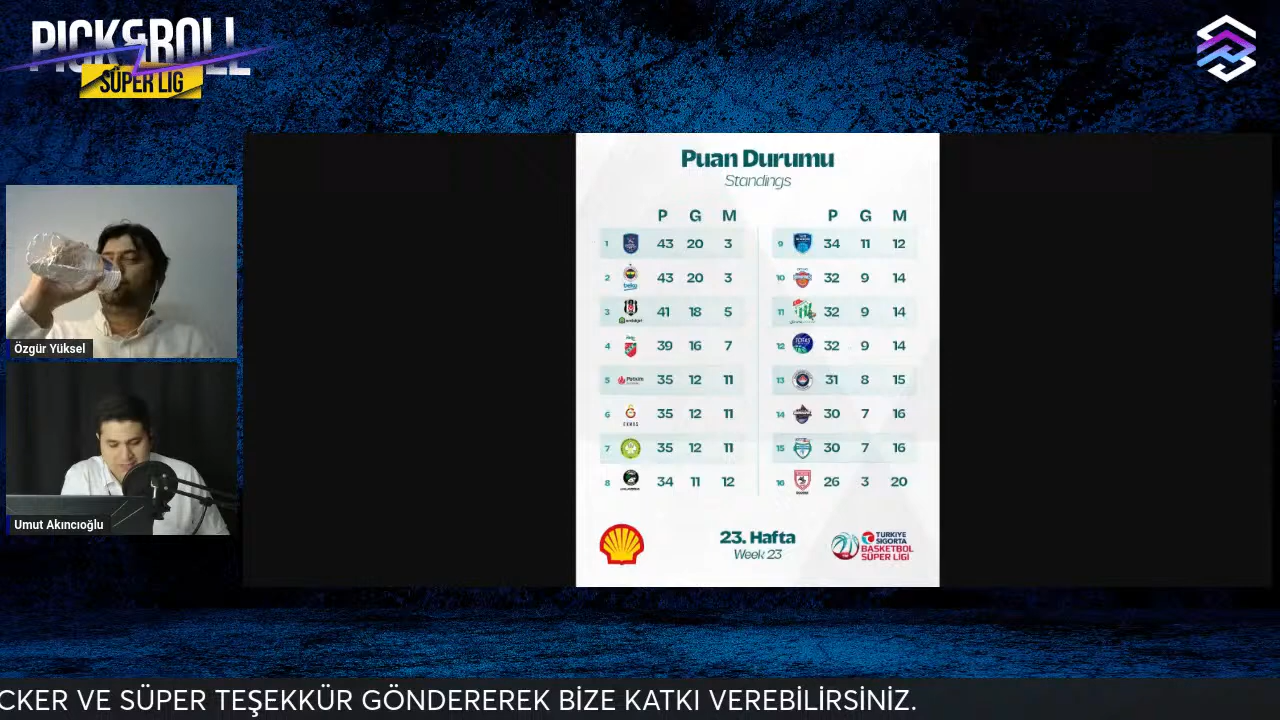 PICK&ROLL
SÜPER LIG
Özgür Yüksel
Umut Akıncıoğlu
Puan Durumu
Standings
P G M
1 43 20 3
2 beko 43 20 3
3 41 18 5
4 39 16 7
5 Petkim 35 12 11
6 35 12 11
7 35 12 11
8 34 11 12
P G M
9 34 11 12
10 32 9 14
11 32 9 14
12 32 9 14
13 31 8 15
14 30 7 16
15 30 7 16
16 26 3 20
23. Hafta
Week 23
TÜRKİYE
SİGORTA
BASKETBOL
SÜPER LİGİ
CKER VE SÜPER TEŞEKKÜR GÖNDEREREK BİZE KATKI VEREBİLİRSİNİZ.